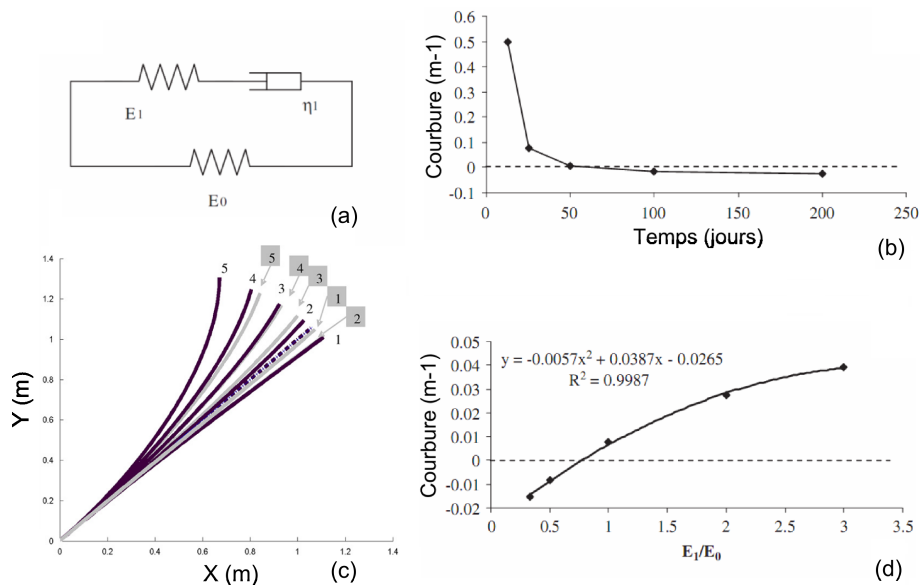 E1
η1
E0
(a)
Courbure (m-1)
0.6
0.5
0.4
0.3
0.2
0.1
0
-0.1
0 50 100 150 200 250
Temps (jours)
(b)
Y (m)
1.4
1.2
1
0.8
0.6
0.4
0.2
0
5 4 5 3 4 2 3 1 1 2
0 0.2 0.4 0.6 0.8 1 1.2 1.4
X (m)
(c)
Courbure (m-1)
0.05
0.04
0.03
0.02
0.01
0
-0.01
-0.02
y = -0.0057x² + 0.0387x - 0.0265
R² = 0.9987
0 0.5 1 1.5 2 2.5 3 3.5
E1/E0
(d)